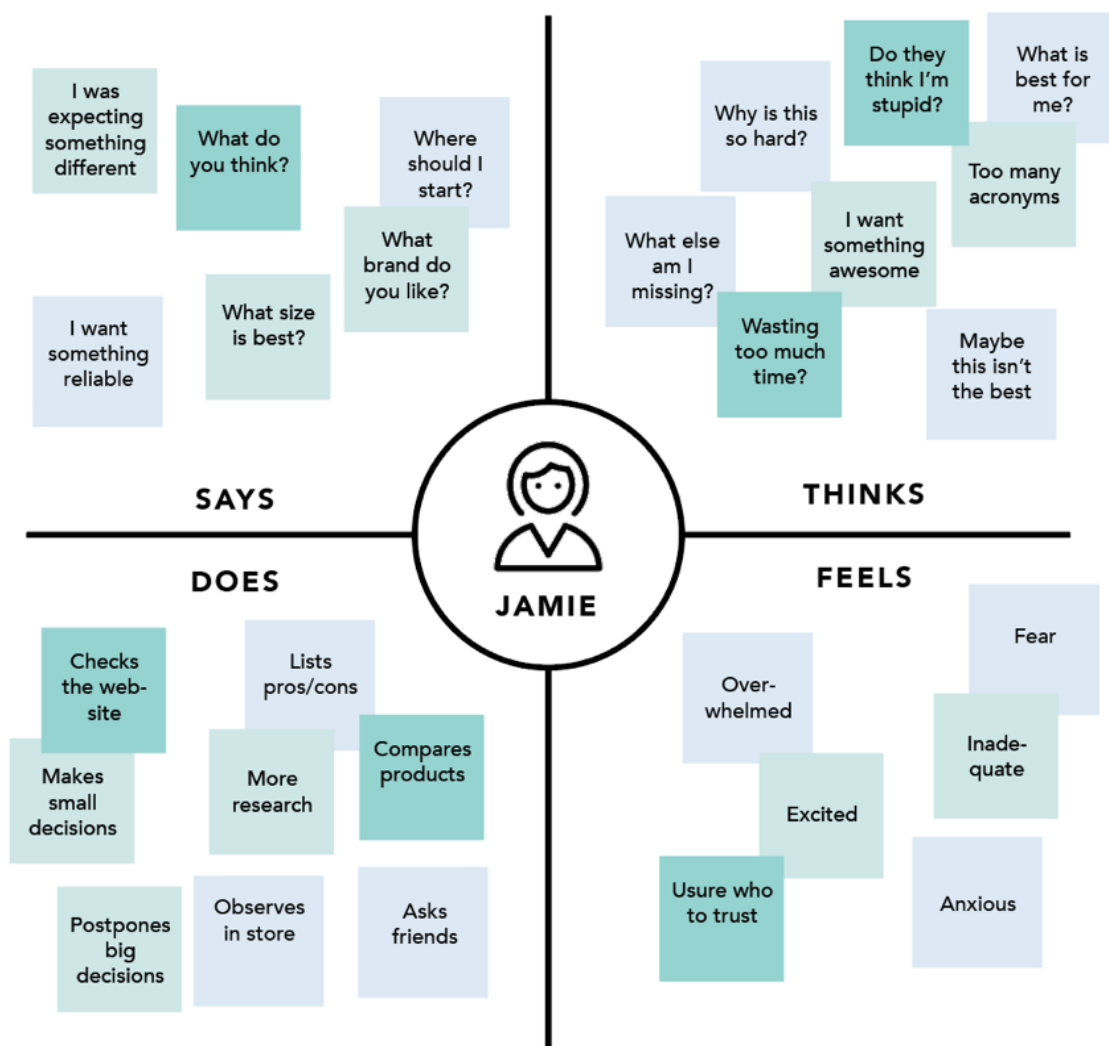 I was
expecting
something
different
What do
you think?
Where
should I
start?
What
brand do
you like?
What size
is best?
I want
something
reliable
SAYS
Do they
think I'm
stupid?
What is
best for
me?
Why is this
so hard?
Too many
acronyms
I want
something
awesome
What else
am I
missing?
Wasting
too much
time?
Maybe
this isn't
the best
THINKS
JAMIE
DOES
Checks
the web-
site
Lists
pros/cons
Compares
products
Makes
small
decisions
More
research
Postpones
big
decisions
Observes
in store
Asks
friends
FEELS
Fear
Over-
whelmed
Inade-
quate
Excited
Usure who
to trust
Anxious